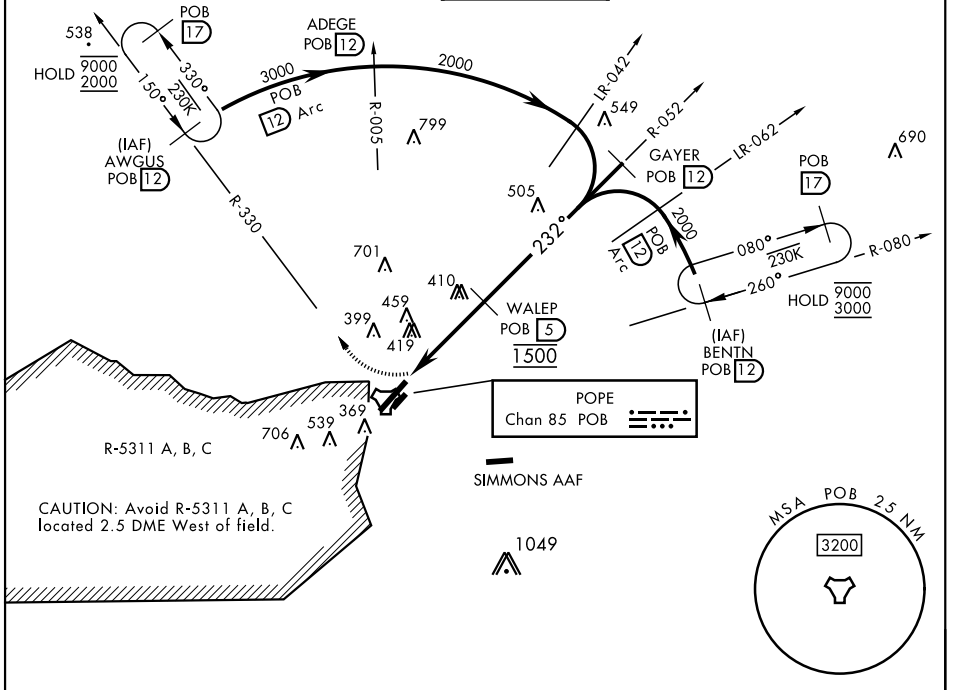 538
POB
17
ADEGE
POB 12
HOLD 9000
2000
330°
230K
150°
3000
POB
12 Arc
2000
R-005
LR-042
549
R-052
LR-062
799
(IAF)
AWGUS
POB 12
GAYER
POB 12
POB
17
690
505
R-330
232°
2000
POB
12
Arc
080°
230K
260°
R-080
HOLD 9000
3000
701
410
WALEP
POB 5
1500
459
399
419
(IAF)
BENTN
POB 12
POPE
Chan 85 POB
369
539
706
R-5311 A, B, C
SIMMONS AAF
CAUTION: Avoid R-5311 A, B, C
located 2.5 DME West of field.
1049
MSA POB 25 NM
3200